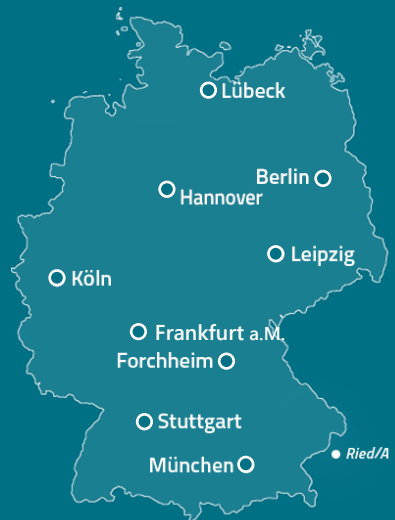 Lübeck
Berlin
Hannover
Leipzig
Köln
Frankfurt a.M.
Forchheim
Stuttgart
Ried/A
München